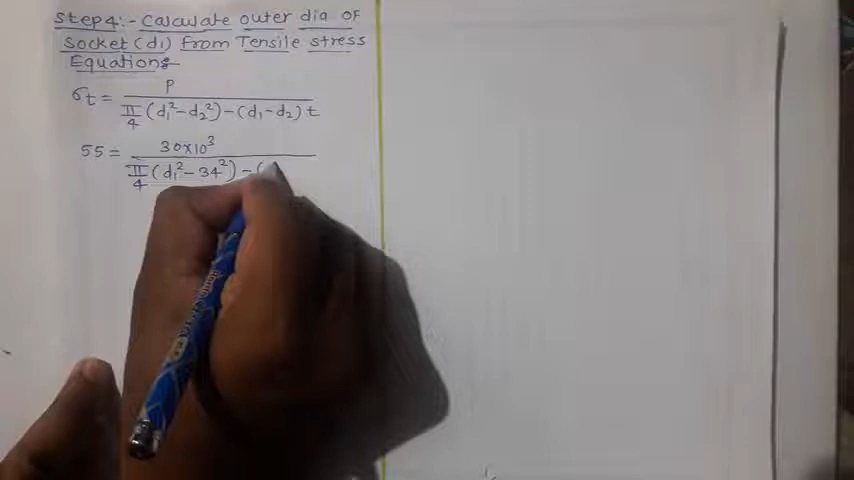 Step 4:- Calculate outer dia of
Socket (d1) from Tensile stress
Equation:-
σt = P / π/4 (d₁² - d₂²) - (d₁ - d₂) t
55 = 30×10³ / π/4 (d₁² - 34²) - (